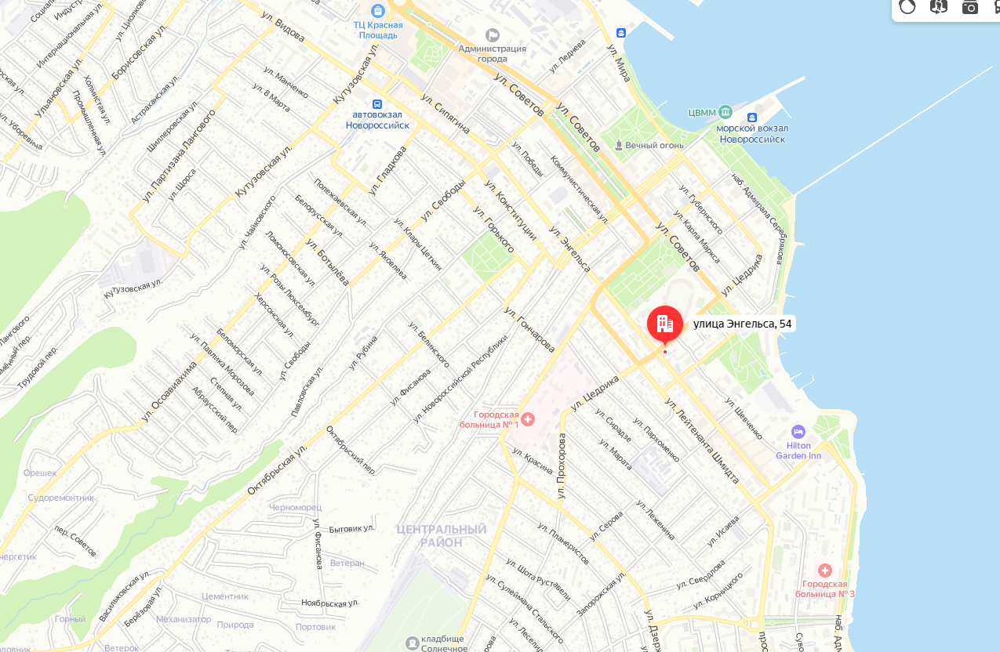 ул. Видова
ТЦ Красная
Площадь
Администрация
города
ул. Леднева
ул. Мира
Интернациональная ул.
ул. Циолковского
Борисовская ул.
Ульяновская ул.
Холмистая ул.
Промышленная ул.
Астраханская ул.
ул. Уборевича
Шиллеровская ул.
ул. Манченко
ул. 8 Марта
Кутузовская ул.
автовокзал
Новороссийск
ул. Сипягина
ул. Советов
ул. Советов
ЦВММ
морской вокзал
Новороссийск
Вечный огонь
ул. Партизана Лангового
ул. Щорса
Кутузовская ул.
ул. Гладкова
ул. Победы
Коммунистическая ул.
наб. Адмирала Серебрякова
ул. Губернского
ул. Карла Маркса
ул. Советов
ул. Цедрика
ул. Чайковского
Полежаевская ул.
Белорусская ул.
ул. Свободы
ул. Конституции
ул. Горького
ул. Энгельса
ул. Клары Цеткин
ул. Яковлева
ул. Ботылёва
Ломоносовская ул.
ул. Розы Люксембург
Херсонская ул.
Кутузовская ул.
Лангового
Трудовой пер.
улица Энгельса, 54
ул. Гончарова
ул. Белинского
ул. Рубина
ул. Свободы
Беломорская ул.
ул. Павлика Морозова
Степная ул.
Абраусский пер.
ул. Осоавиахима
Павловская ул.
ул. Фисанова
ул. Новороссийской Республики
Городская
больница № 1
ул. Цедрика
ул. Сирадзе
ул. Марата
ул. Пархоменко
ул. Лейтенанта Шмидта
ул. Шевченко
Hilton
Garden Inn
Октябрьский пер.
Октябрьская ул.
ул. Красина
ул. Прохорова
Орешек
Судоремонтник
Черноморец
пер. Советов
Бытовик ул.
ул. Фисанова
Ветеран
ЦЕНТРАЛЬНЫЙ
РАЙОН
ул. Планеристов
ул. Серова
ул. Леженина
ул. Исаева
ул. Свердлова
ул. Корницкого
Городская
больница № 3
ул. Шота Руставели
ул. Сулеймана Стальского
Запорожская ул.
Васильковская ул.
Берёзовая ул.
Цементник
Ноябрьская ул.
Горный
Механизатор
Природа
Портовик
Ветерок
кладбище
Солнечное